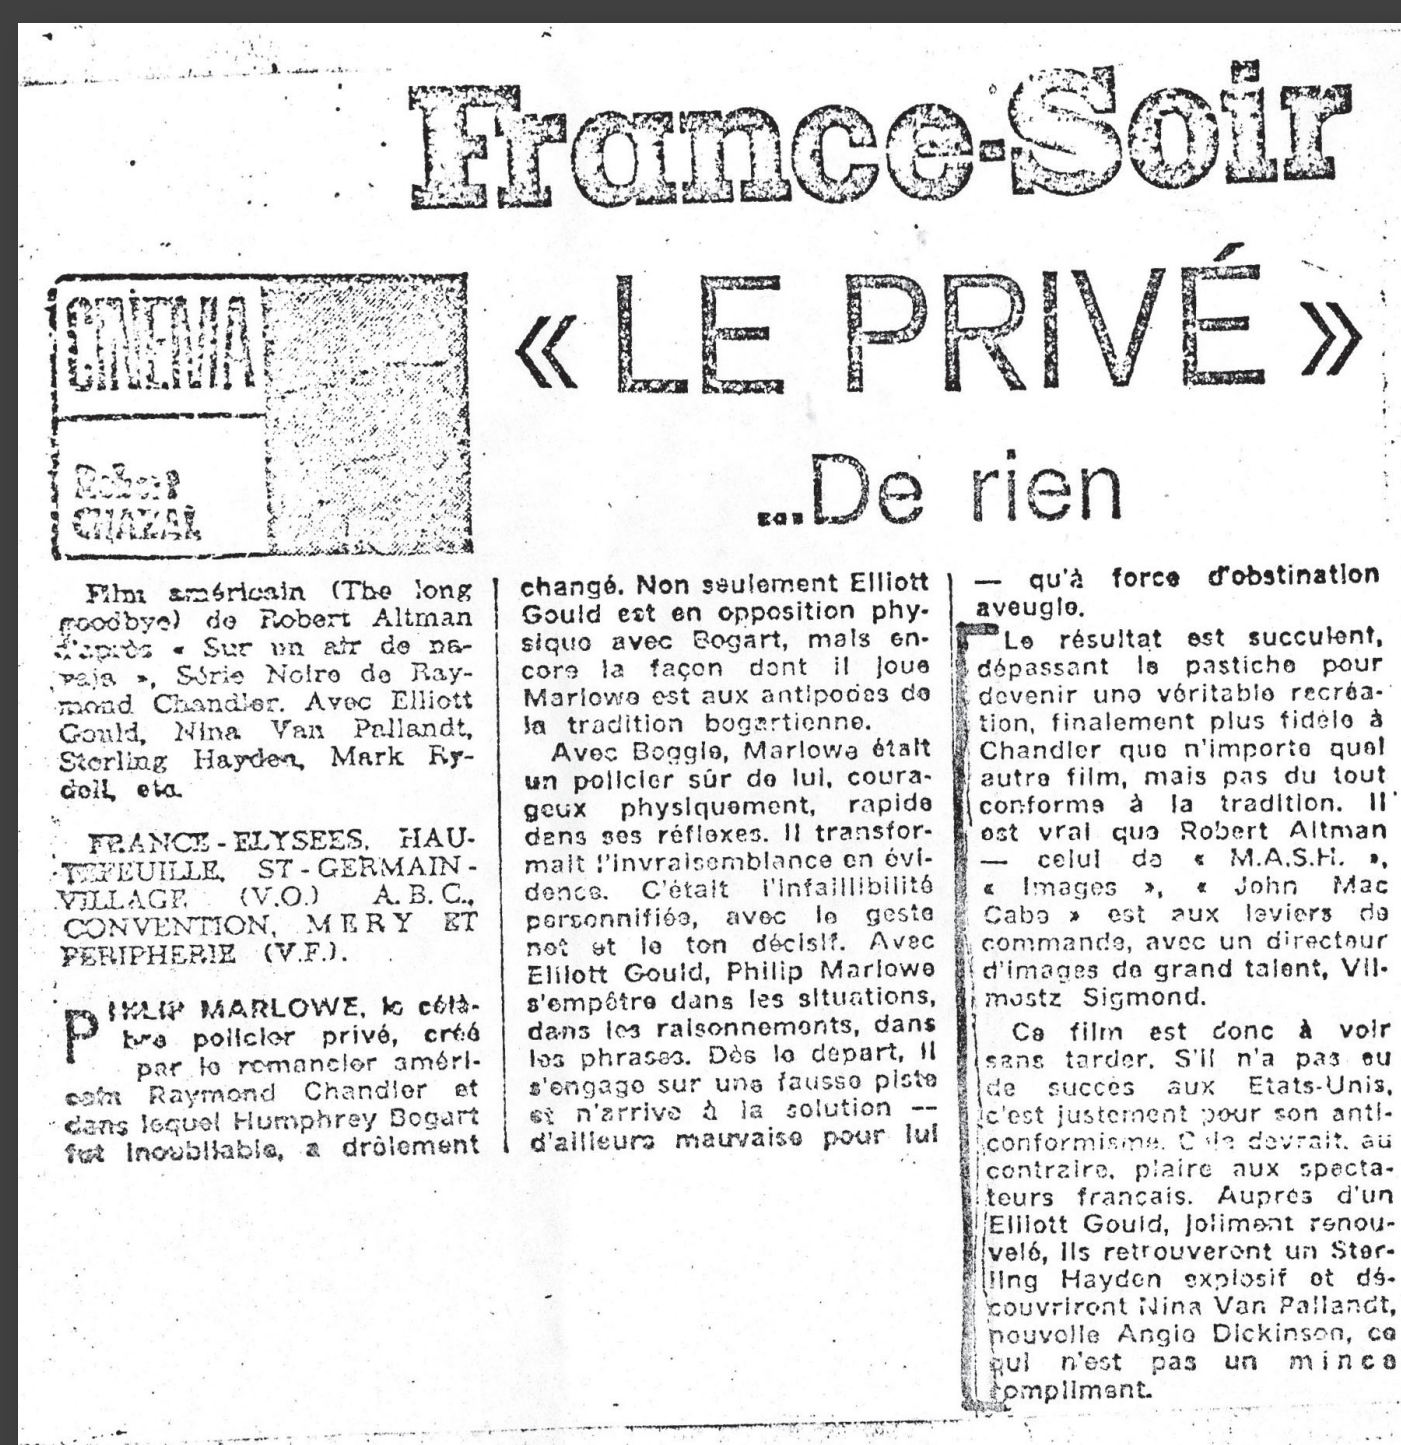 France-Soir
« LE PRIVÉ »
...De rien
CINÉMA
Robert
CHAZAL
Film américain (The long
goodbye) de Robert Altman
d'après « Sur un air de na-
vaja », Série Noire de Ray-
mond Chandler. Avec Elliott
Gould, Nina Van Pallandt,
Sterling Hayden, Mark Ry-
dell, etc.
FRANCE-ELYSEES, HAU-
TEFEUILLE, ST-GERMAIN-
VILLAGE (V.O.) A.B.C.,
CONVENTION, MERY ET
PERIPHERIE (V.F.).
PHILIP MARLOWE, le célè-
bre policier privé, créé
par le romancier améri-
cain Raymond Chandler et
dans lequel Humphrey Bogart
fut inoubliable, a drôlement
changé. Non seulement Elliott
Gould est en opposition phy-
sique avec Bogart, mais en-
core la façon dont il joue
Marlowe est aux antipodes de
la tradition bogartienne.
Avec Boggie, Marlowe était
un policier sûr de lui, coura-
geux physiquement, rapide
dans ses réflexes. Il transfor-
mait l'invraisemblance en évi-
dence. C'était l'infaillibilité
personnifiée, avec le geste
net et le ton décisif. Avec
Elliott Gould, Philip Marlowe
s'empêtre dans les situations,
dans les raisonnements, dans
les phrases. Dès le départ, il
s'engage sur une fausse piste
et n'arrive à la solution —
d'ailleurs mauvaise pour lui
— qu'à force d'obstination
aveugle.
Le résultat est succulent,
dépassant le pastiche pour
devenir une véritable recréa-
tion, finalement plus fidèle à
Chandler que n'importe quel
autre film, mais pas du tout
conforme à la tradition. Il
est vrai que Robert Altman
— celui de « M.A.S.H. »,
« Images », « John Mac
Cabe » est aux leviers de
commande, avec un directeur
d'images de grand talent, Vil-
mostz Sigmond.
Ce film est donc à voir
sans tarder. S'il n'a pas eu
de succès aux Etats-Unis,
c'est justement pour son anti-
conformisme. Cela devrait, au
contraire, plaire aux specta-
teurs français. Auprès d'un
Elliott Gould, joliment renou-
velé, ils retrouveront un Ster-
ling Hayden explosif et dé-
couvriront Nina Van Pallandt,
nouvelle Angie Dickinson, ce
qui n'est pas un mince
compliment.